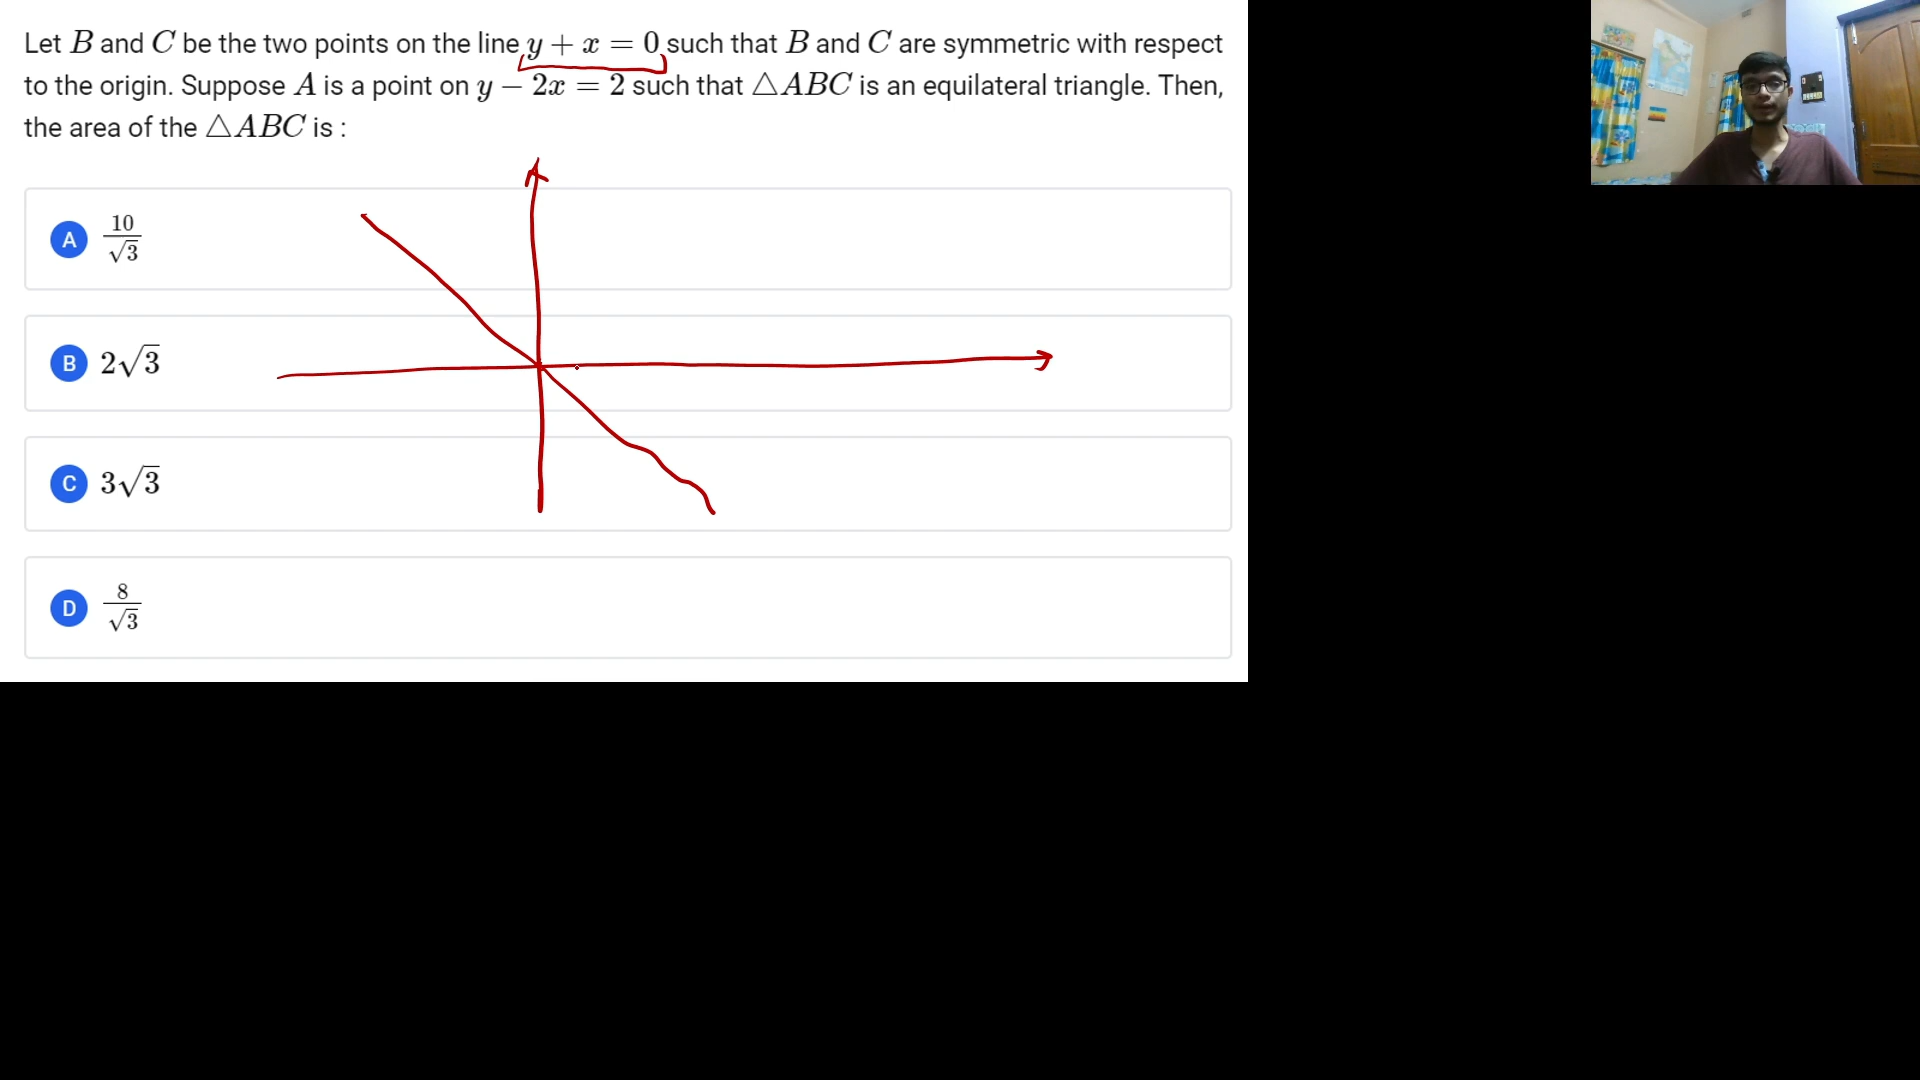 Let B and C be the two points on the line y + x = 0 such that B and C are symmetric with respect
to the origin. Suppose A is a point on y − 2x = 2 such that △ABC is an equilateral triangle. Then,
the area of the △ABC is :
A 10/√3
B 2√3
C 3√3
D 8/√3